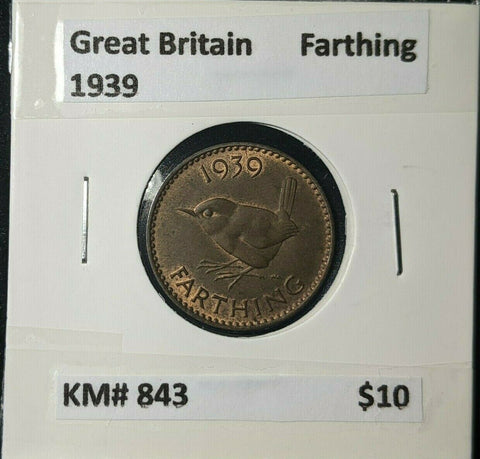 Great Britain Farthing
1939
1939
FARTHING
KM# 843 $10